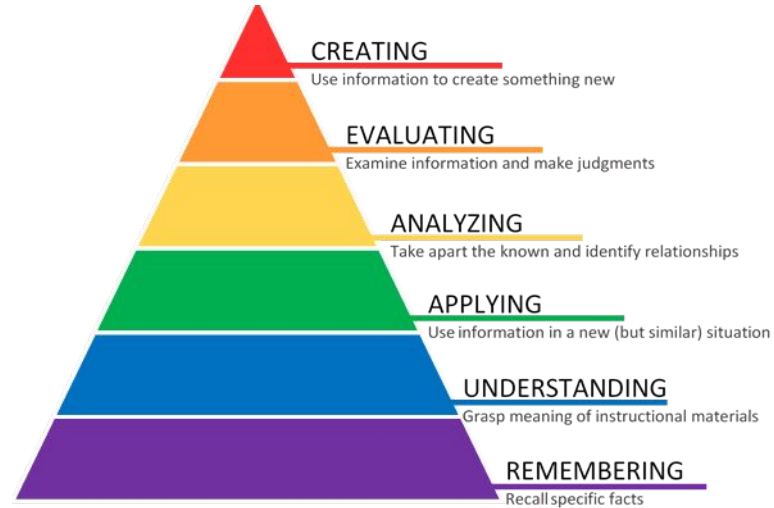 CREATING
Use information to create something new
EVALUATING
Examine information and make judgments
ANALYZING
Take apart the known and identify relationships
APPLYING
Use information in a new (but similar) situation
UNDERSTANDING
Grasp meaning of instructional materials
REMEMBERING
Recall specific facts